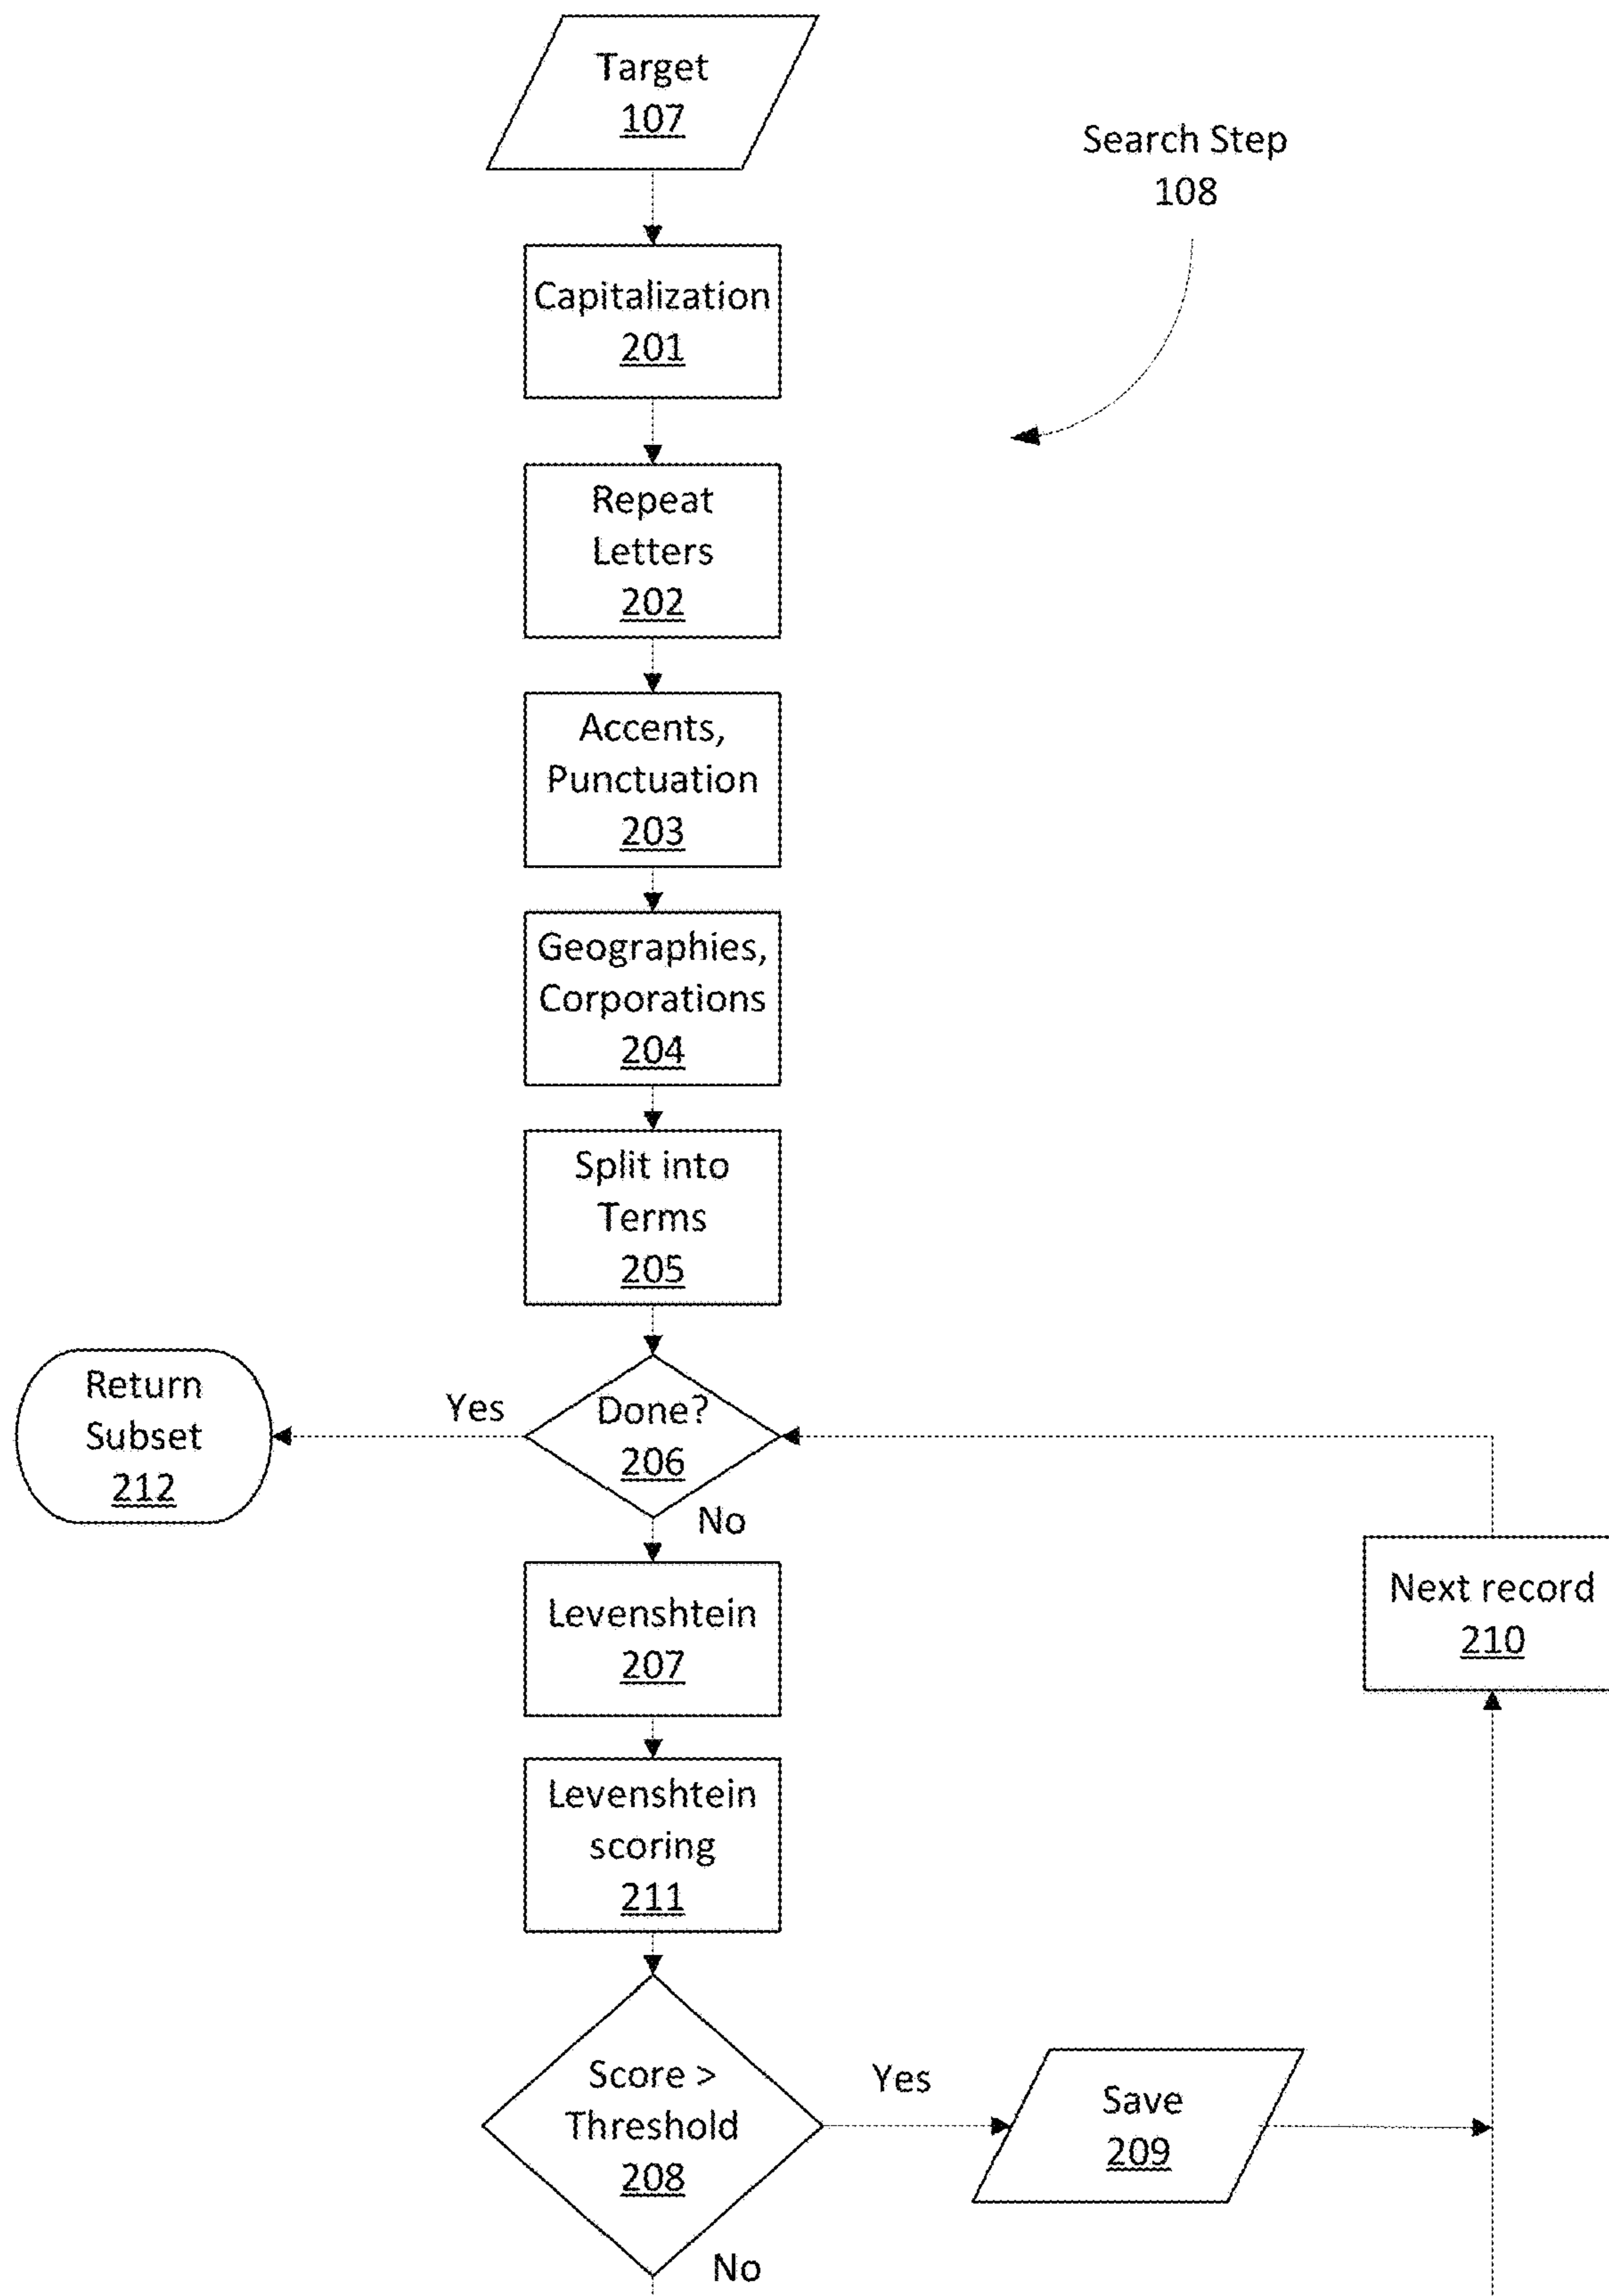 Target
107
Search Step
108
Capitalization
201
Repeat
Letters
202
Accents,
Punctuation
203
Geographies,
Corporations
204
Split into
Terms
205
Return
Subset
212
Yes
Done?
206
No
Levenshtein
207
Next record
210
Levenshtein
scoring
211
Score >
Threshold
208
Yes
Save
209
No